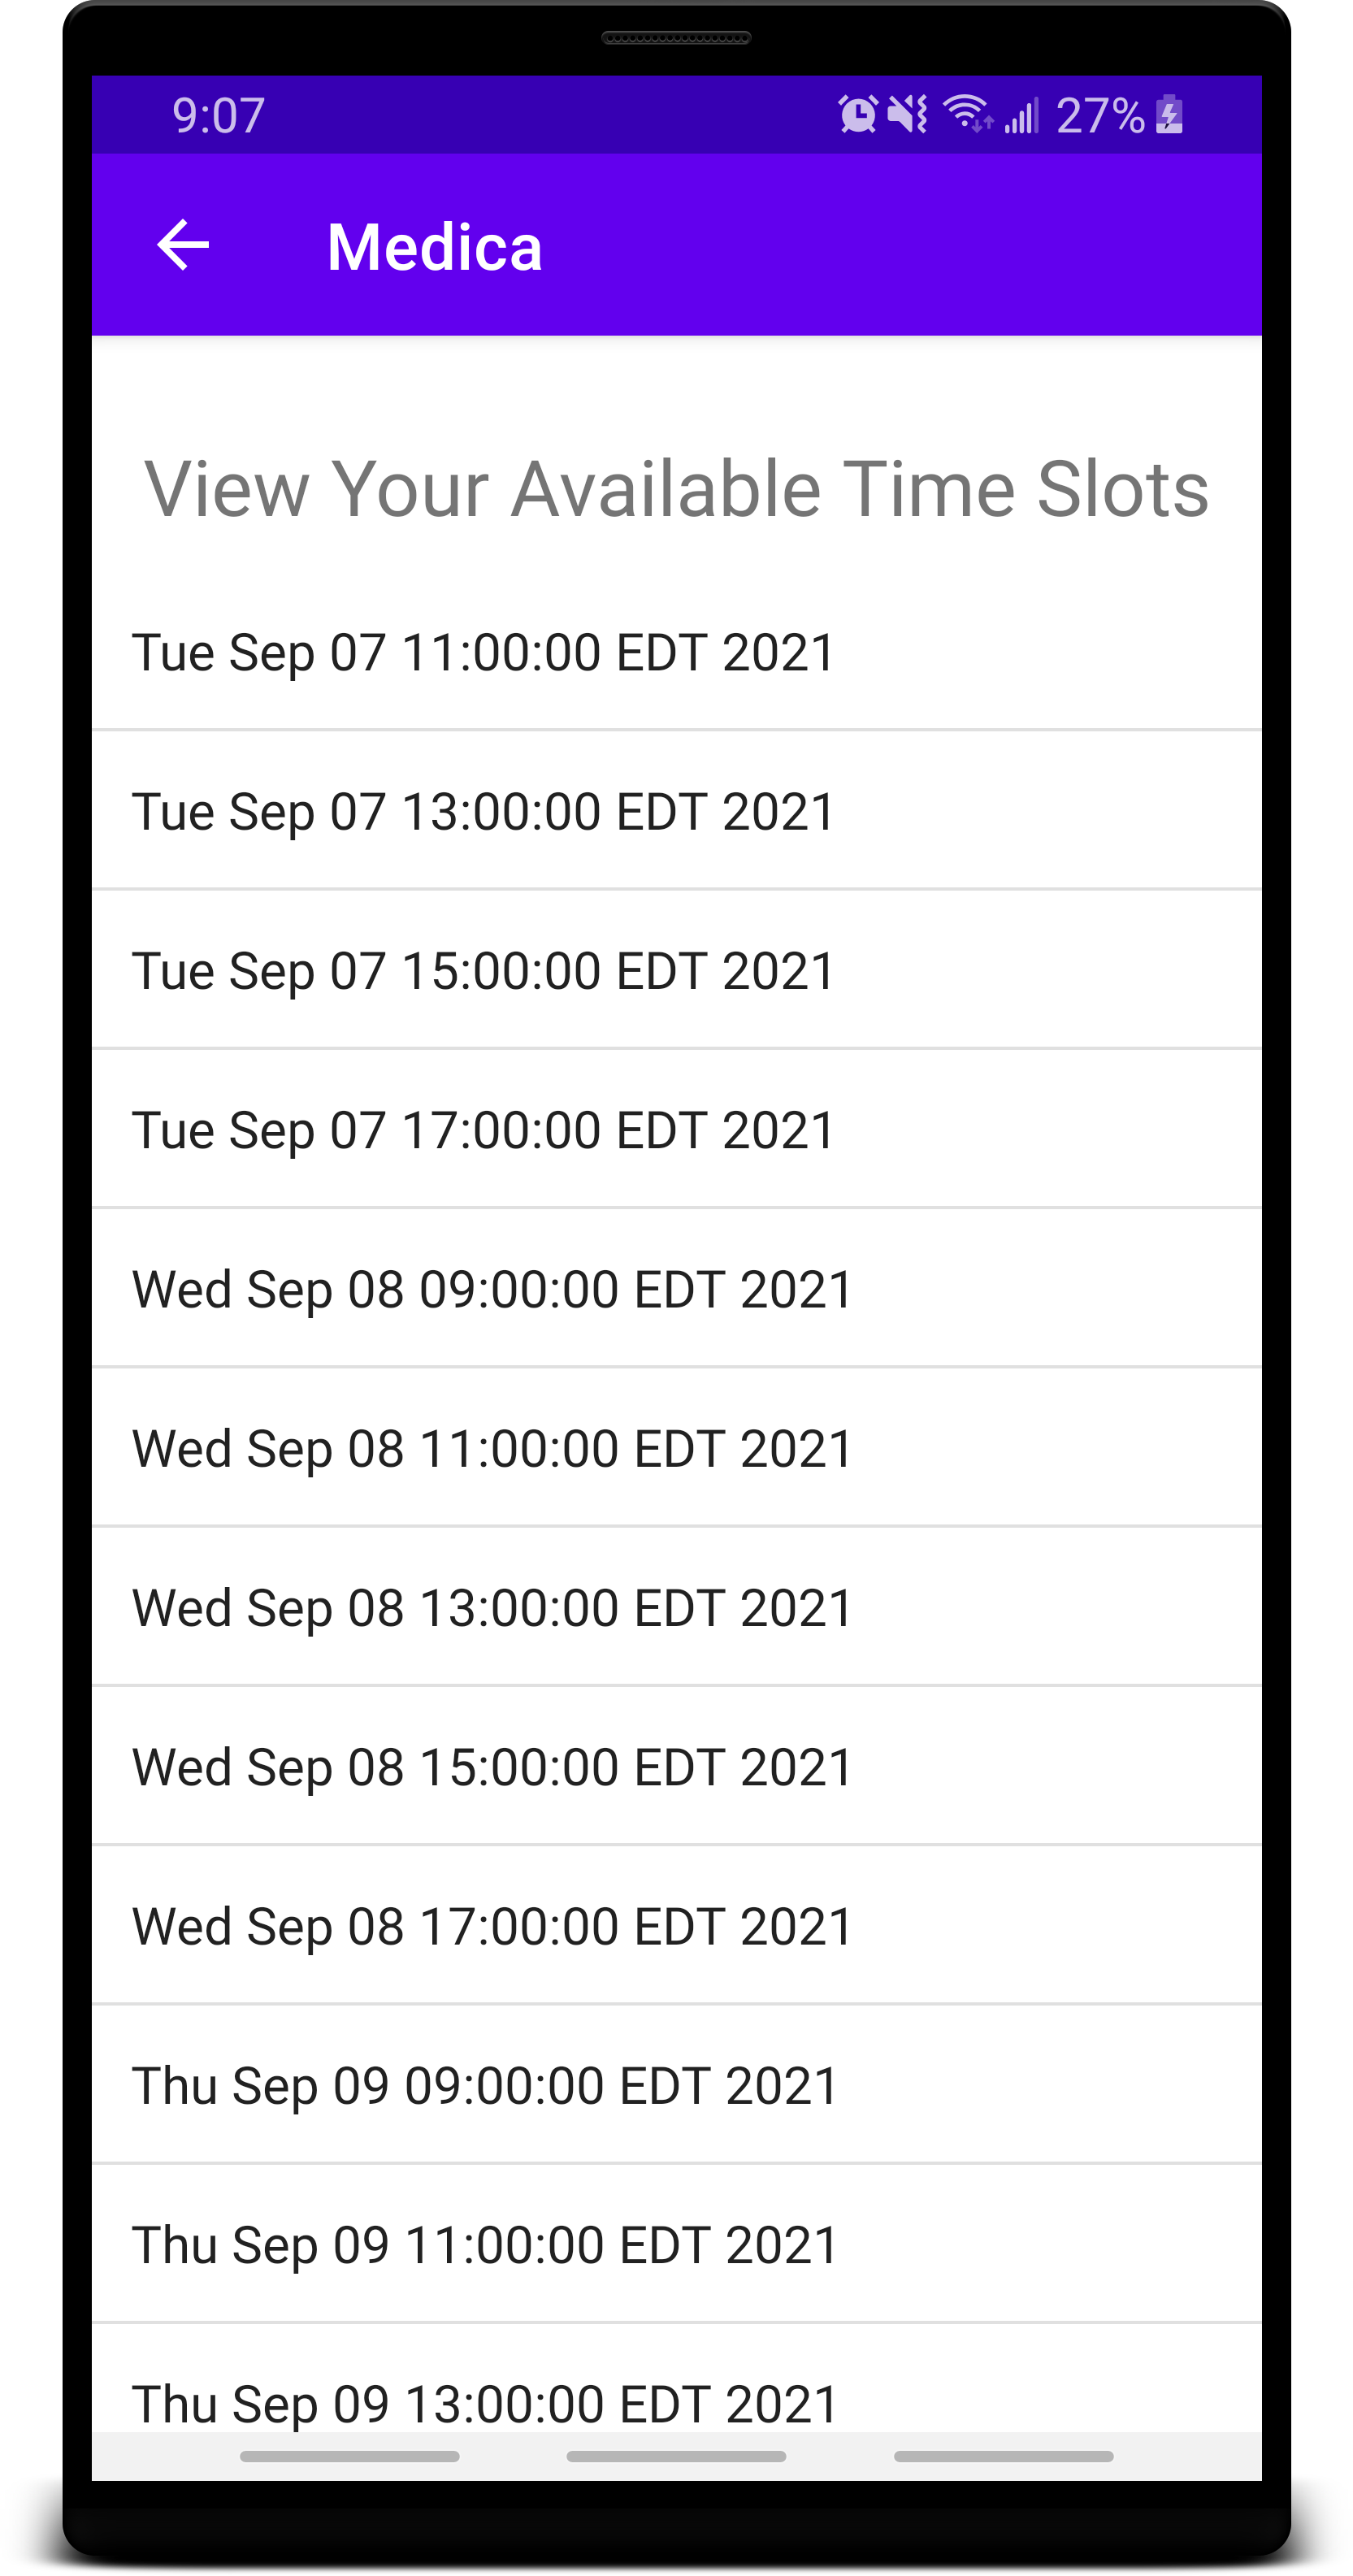 9:07 27%
Medica
View Your Available Time Slots
Tue Sep 07 11:00:00 EDT 2021
Tue Sep 07 13:00:00 EDT 2021
Tue Sep 07 15:00:00 EDT 2021
Tue Sep 07 17:00:00 EDT 2021
Wed Sep 08 09:00:00 EDT 2021
Wed Sep 08 11:00:00 EDT 2021
Wed Sep 08 13:00:00 EDT 2021
Wed Sep 08 15:00:00 EDT 2021
Wed Sep 08 17:00:00 EDT 2021
Thu Sep 09 09:00:00 EDT 2021
Thu Sep 09 11:00:00 EDT 2021
Thu Sep 09 13:00:00 EDT 2021